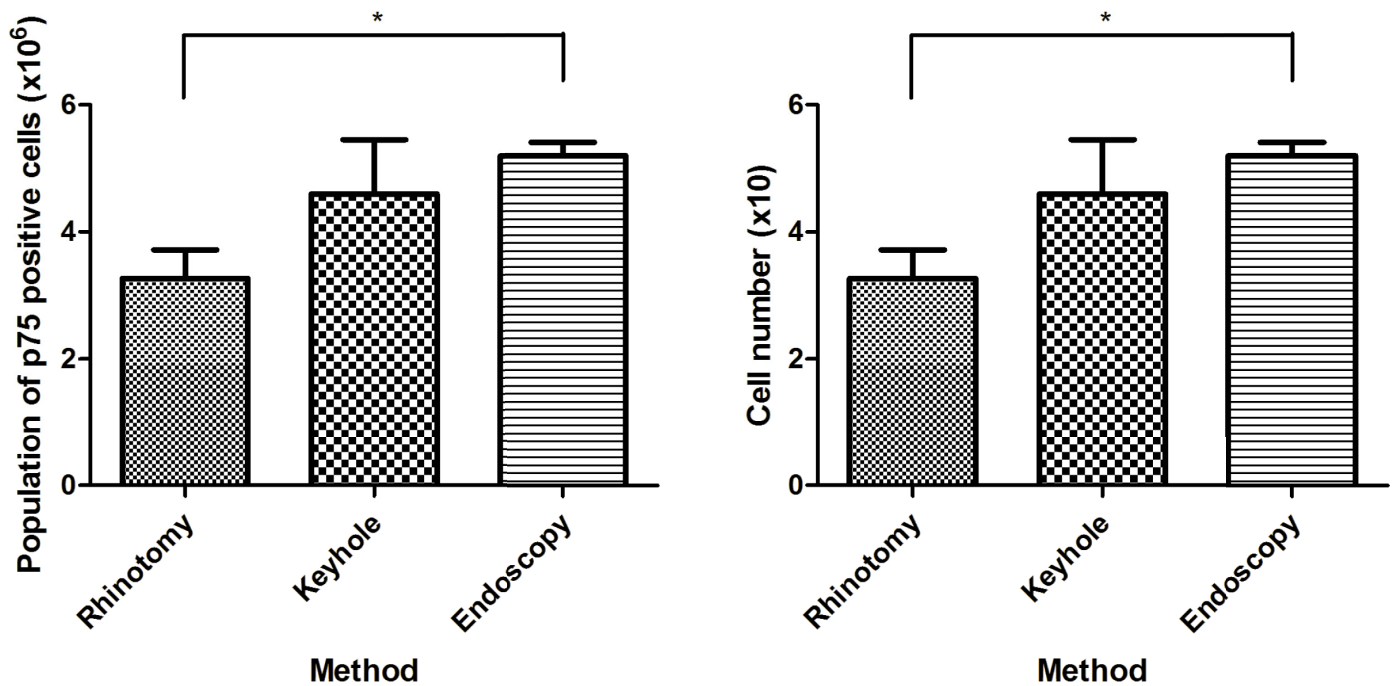 *
Population of p75 positive cells (x10⁶)
6
4
2
0
Rhinotomy
Keyhole
Endoscopy
Method
*
Cell number (x10)
6
4
2
0
Rhinotomy
Keyhole
Endoscopy
Method